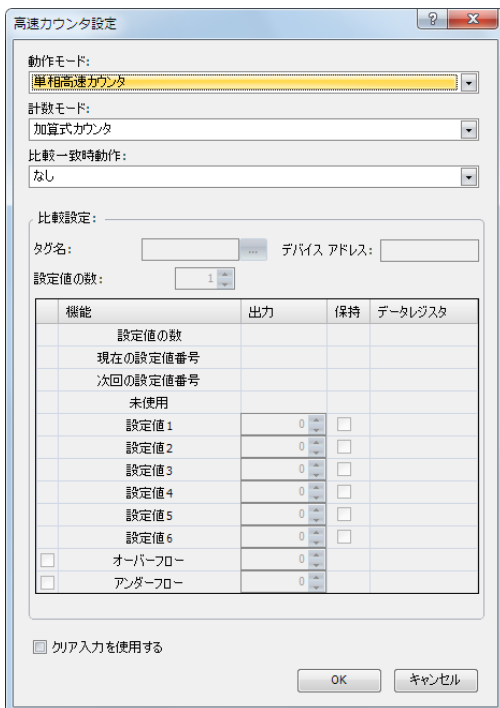 高速カウンタ設定
動作モード:
単相高速カウンタ
計数モード:
加算式カウンタ
比較一致時動作:
なし
比較設定:
タグ名: ... デバイス アドレス:
設定値の数: 1
機能 出力 保持 データレジスタ
設定値の数
現在の設定値番号
次回の設定値番号
未使用
設定値1 0
設定値2 0
設定値3 0
設定値4 0
設定値5 0
設定値6 0
オーバーフロー 0
アンダーフロー 0
クリア入力を使用する
OK キャンセル